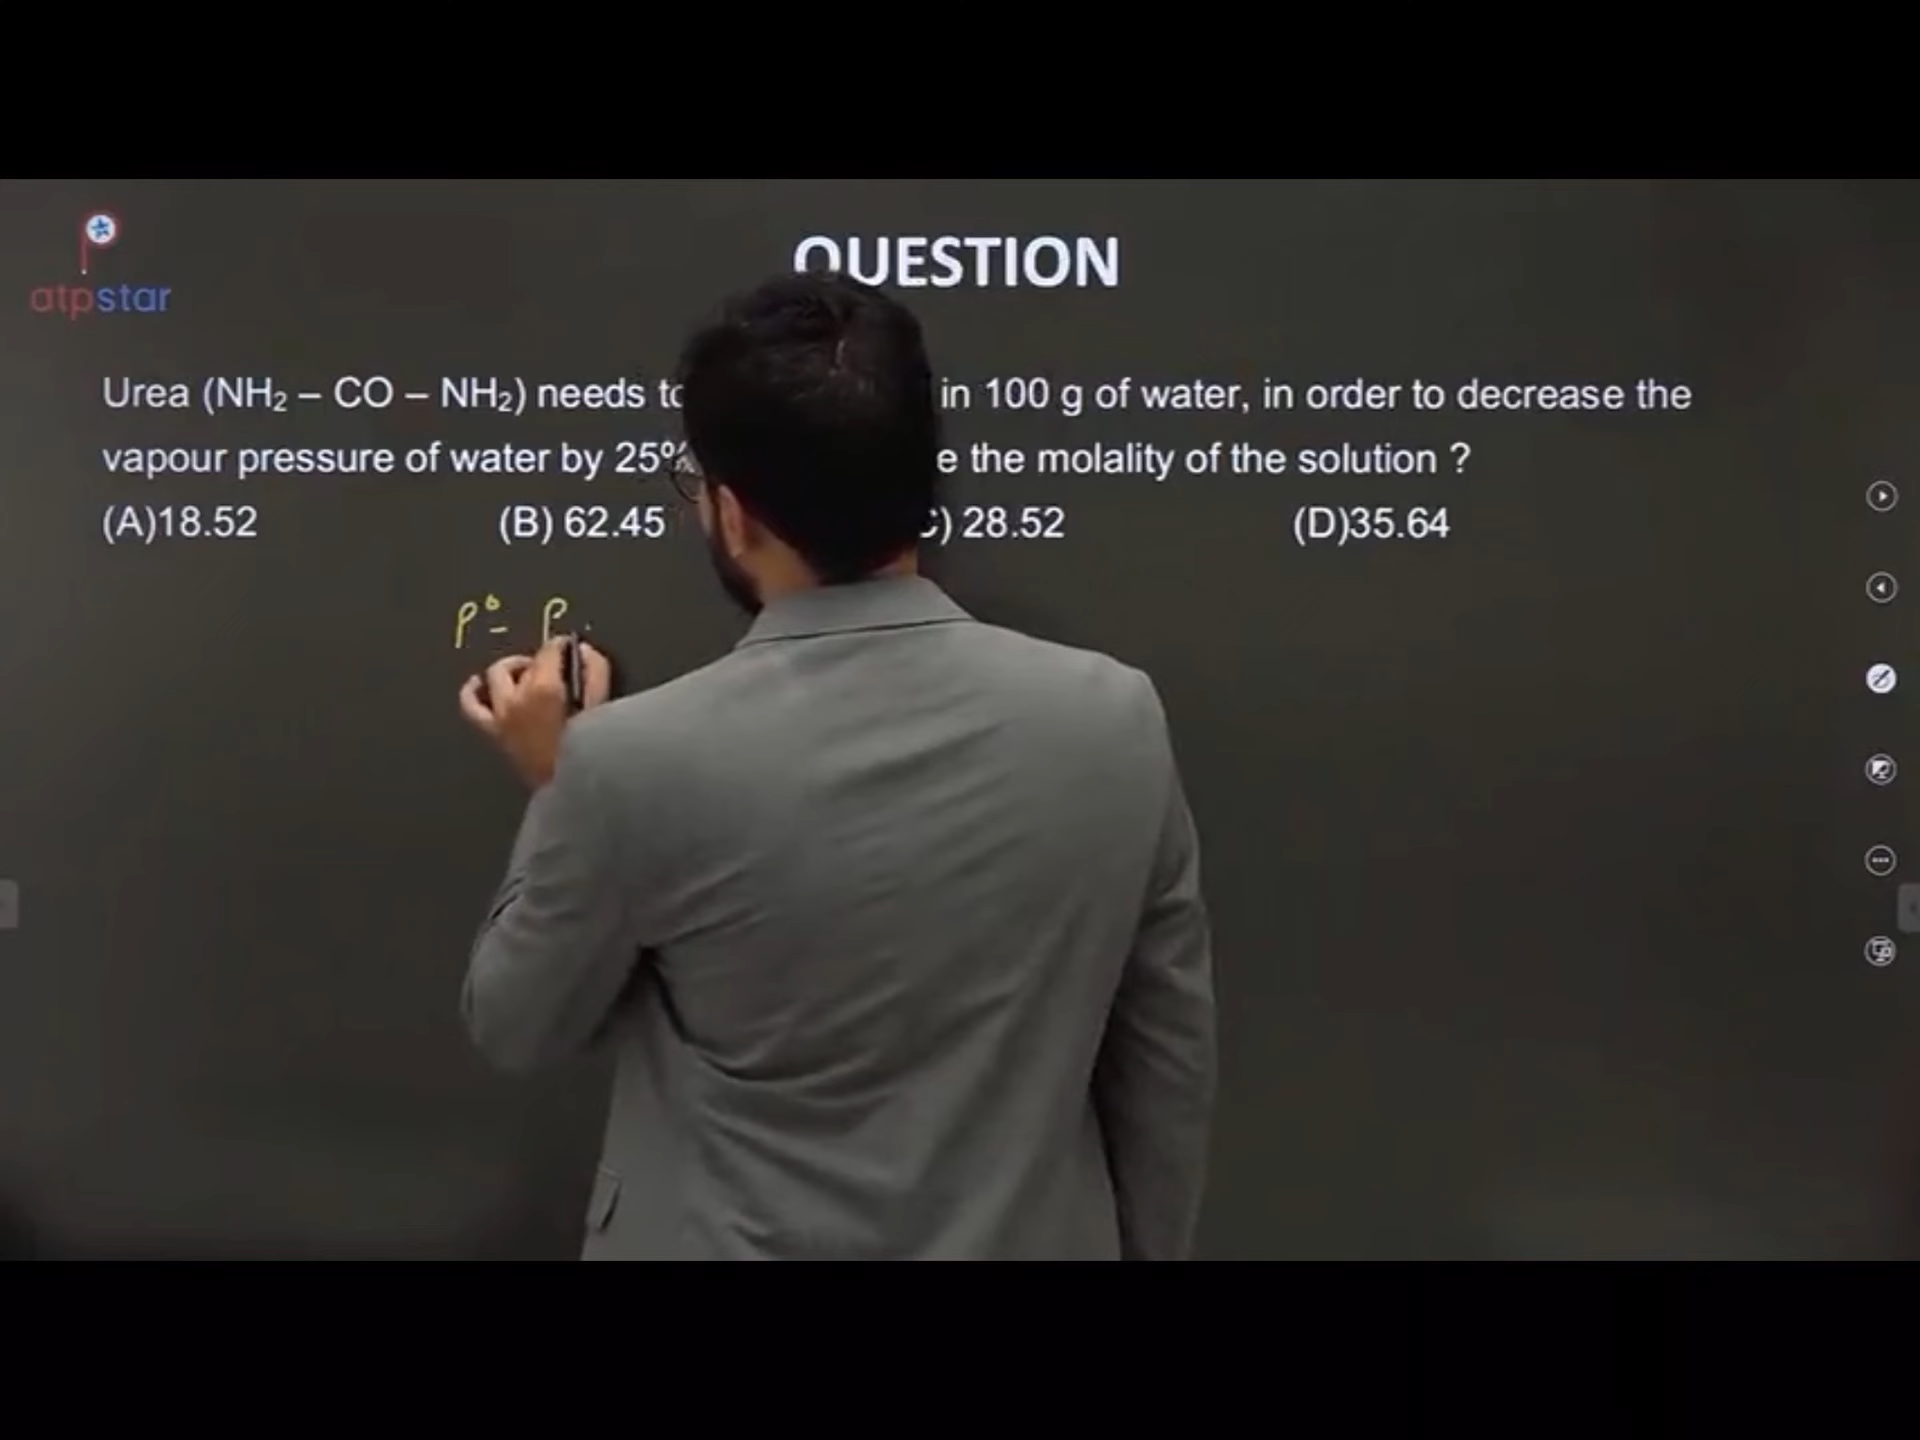 atpstar
QUESTION
Urea (NH₂ – CO – NH₂) needs in 100 g of water, in order to decrease the
vapour pressure of water by 25% the molality of the solution ?
(A)18.52 (B) 62.45 C) 28.52 (D)35.64
P° - P